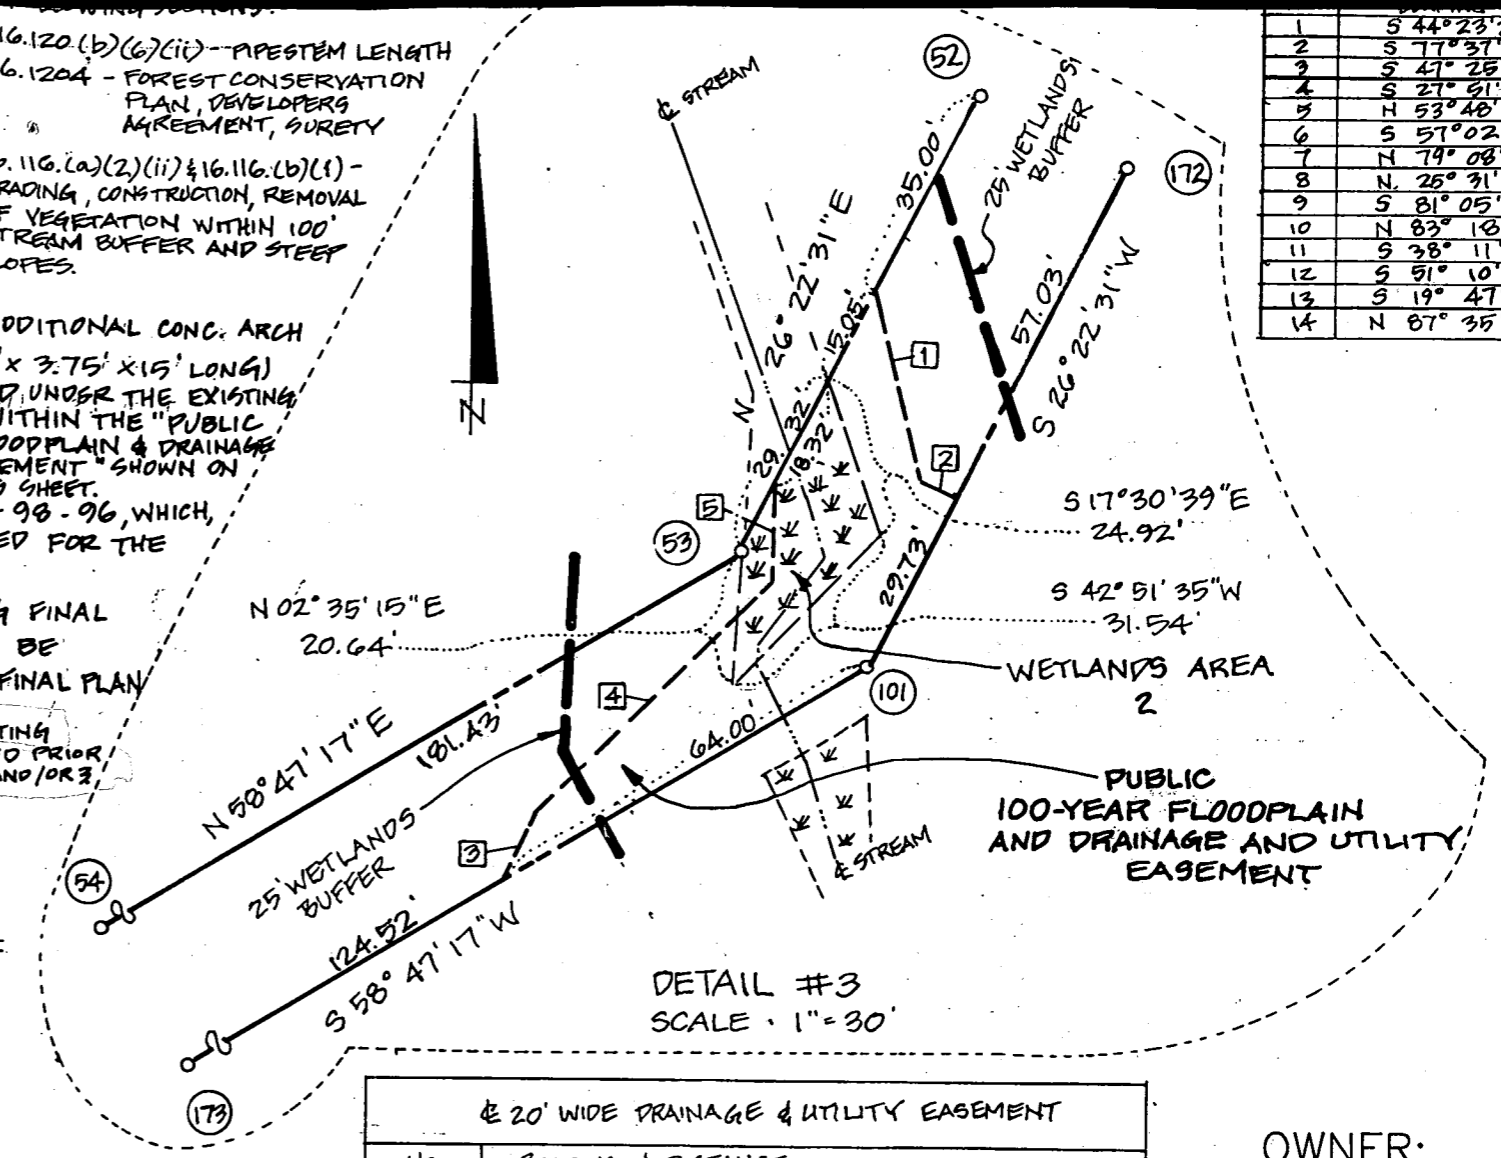 16.120.(b)(6)(ii) - PIPESTEM LENGTH
6.1204 - FOREST CONSERVATION
PLAN, DEVELOPERS
AGREEMENT, SURETY
116.(a)(2)(ii) & 16.116.(b)(1) -
RADING, CONSTRUCTION, REMOVAL
F VEGETATION WITHIN 100'
TREAM BUFFER AND STEEP
LOPES.
DDITIONAL CONC. ARCH
' X 3.75' X 15' LONG)
D UNDER THE EXISTING
WITHIN THE "PUBLIC
OODPLAIN & DRAINAGE
EMENT" SHOWN ON
S SHEET.
- 98 - 96, WHICH,
ED FOR THE
G FINAL
BE
FINAL PLAN
TING
D PRIOR
AND/OR 3,
1 S 44° 23'
2 S 77° 37'
3 S 47° 25'
4 S 27° 51'
5 N 53° 48'
6 S 57° 02'
7 N 79° 08'
8 N. 25° 31'
9 S 81° 05'
10 N 83° 18
11 S 38° 11'
12 S 51° 10'
13 S 19° 47
14 N 87° 35'
52
172
℄ STREAM
25' WETLANDS
BUFFER
35.00'
N 26° 22' 31" E
15.05'
29.32'
18.32'
57.03'
S 26° 22' 31" W
1
2
N
5
53
S 17° 30' 39" E
24.92'
29.73'
N 02° 35' 15" E
20.64'
S 42° 51' 35" W
31.54'
WETLANDS AREA
2
101
4
64.00
N 58° 47' 17" E
181.43'
PUBLIC
100-YEAR FLOODPLAIN
AND DRAINAGE AND UTILITY
EASEMENT
3
℄ STREAM
25' WETLANDS
BUFFER
54
124.52'
S 58° 47' 17" W
173
DETAIL #3
SCALE . 1" = 30'
℄ 20' WIDE DRAINAGE & UTILITY EASEMENT
OWNER: